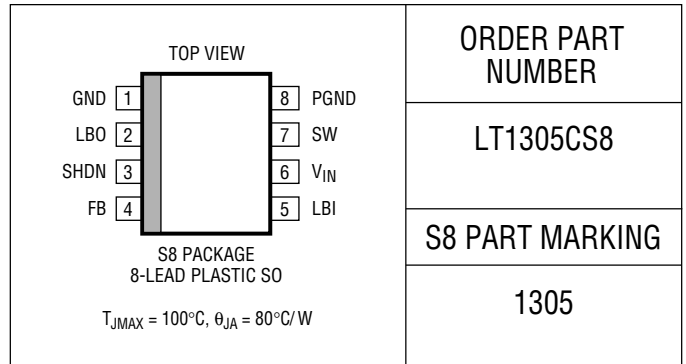 TOP VIEW
GND 1
LBO 2
SHDN 3
FB 4
8 PGND
7 SW
6 VIN
5 LBI
S8 PACKAGE
8-LEAD PLASTIC SO
TJMAX = 100°C, θJA = 80°C/W
ORDER PART
NUMBER
LT1305CS8
S8 PART MARKING
1305